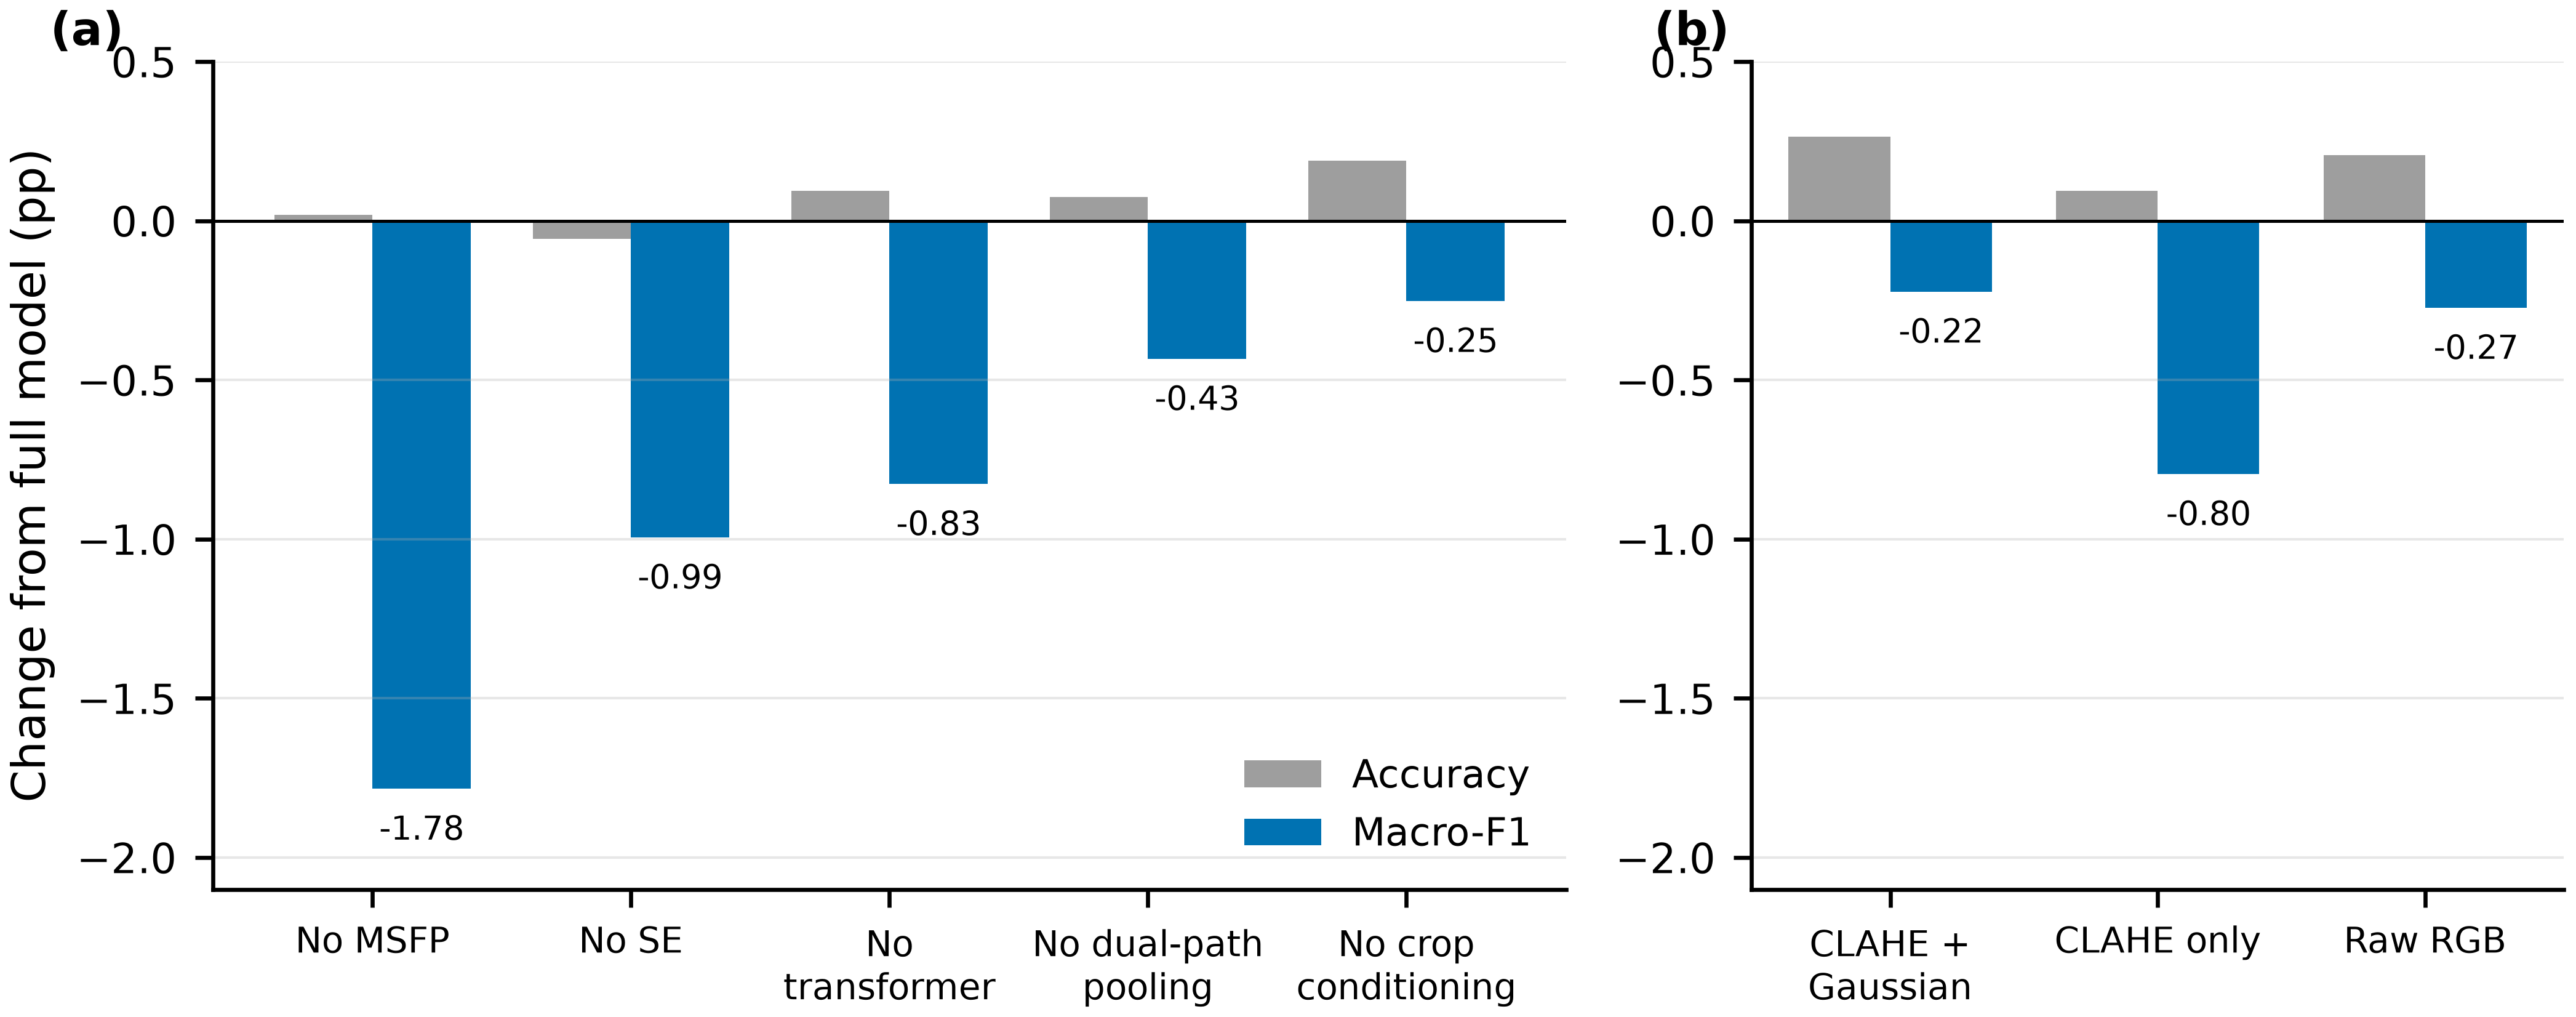 (a)
Change from full model (pp)
0.5
0.0
−0.5
−1.0
−1.5
−2.0
-1.78
-0.99
-0.83
-0.43
-0.25
Accuracy
Macro-F1
No MSFP
No SE
No
transformer
No dual-path
pooling
No crop
conditioning
(b)
0.5
0.0
−0.5
−1.0
−1.5
−2.0
-0.22
-0.80
-0.27
CLAHE +
Gaussian
CLAHE only
Raw RGB